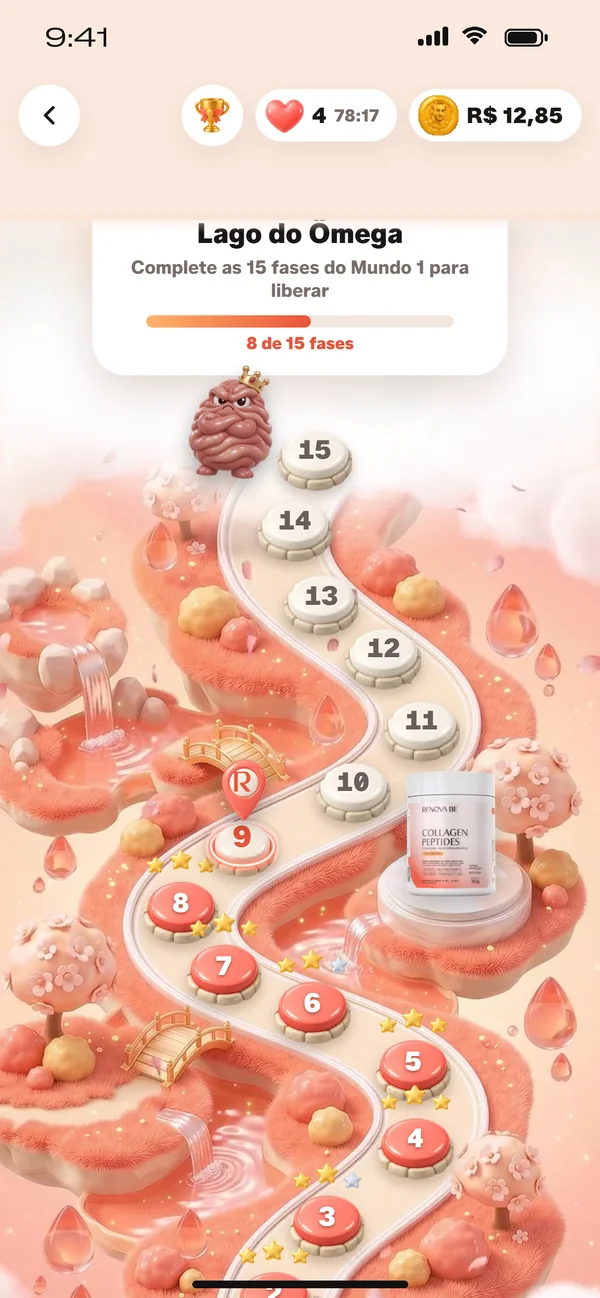 9:41
4 78:17
R$ 12,85
Lago do Ômega
Complete as 15 fases do Mundo 1 para
liberar
8 de 15 fases
15
14
13
12
11
10
R
9
RENOVA BE
COLLAGEN
PEPTIDES
8
7
6
5
4
3
2